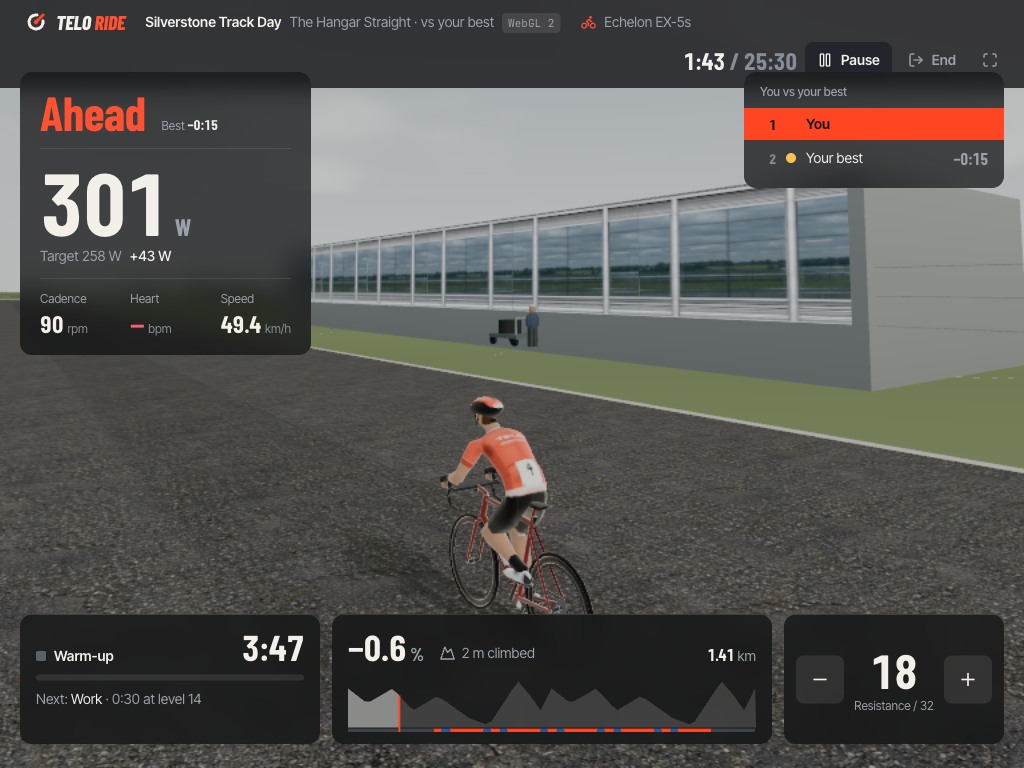 TELO RIDE Silverstone Track Day The Hangar Straight · vs your best WebGL 2 Echelon EX-5s
1:43 / 25:30 Pause End
Ahead Best −0:15
301 W
Target 258 W +43 W
Cadence Heart Speed
90 rpm — bpm 49.4 km/h
You vs your best
1 You
2 Your best −0:15
Warm-up 3:47
Next: Work · 0:30 at level 14
−0.6 % 2 m climbed 1.41 km
− 18 +
Resistance / 32